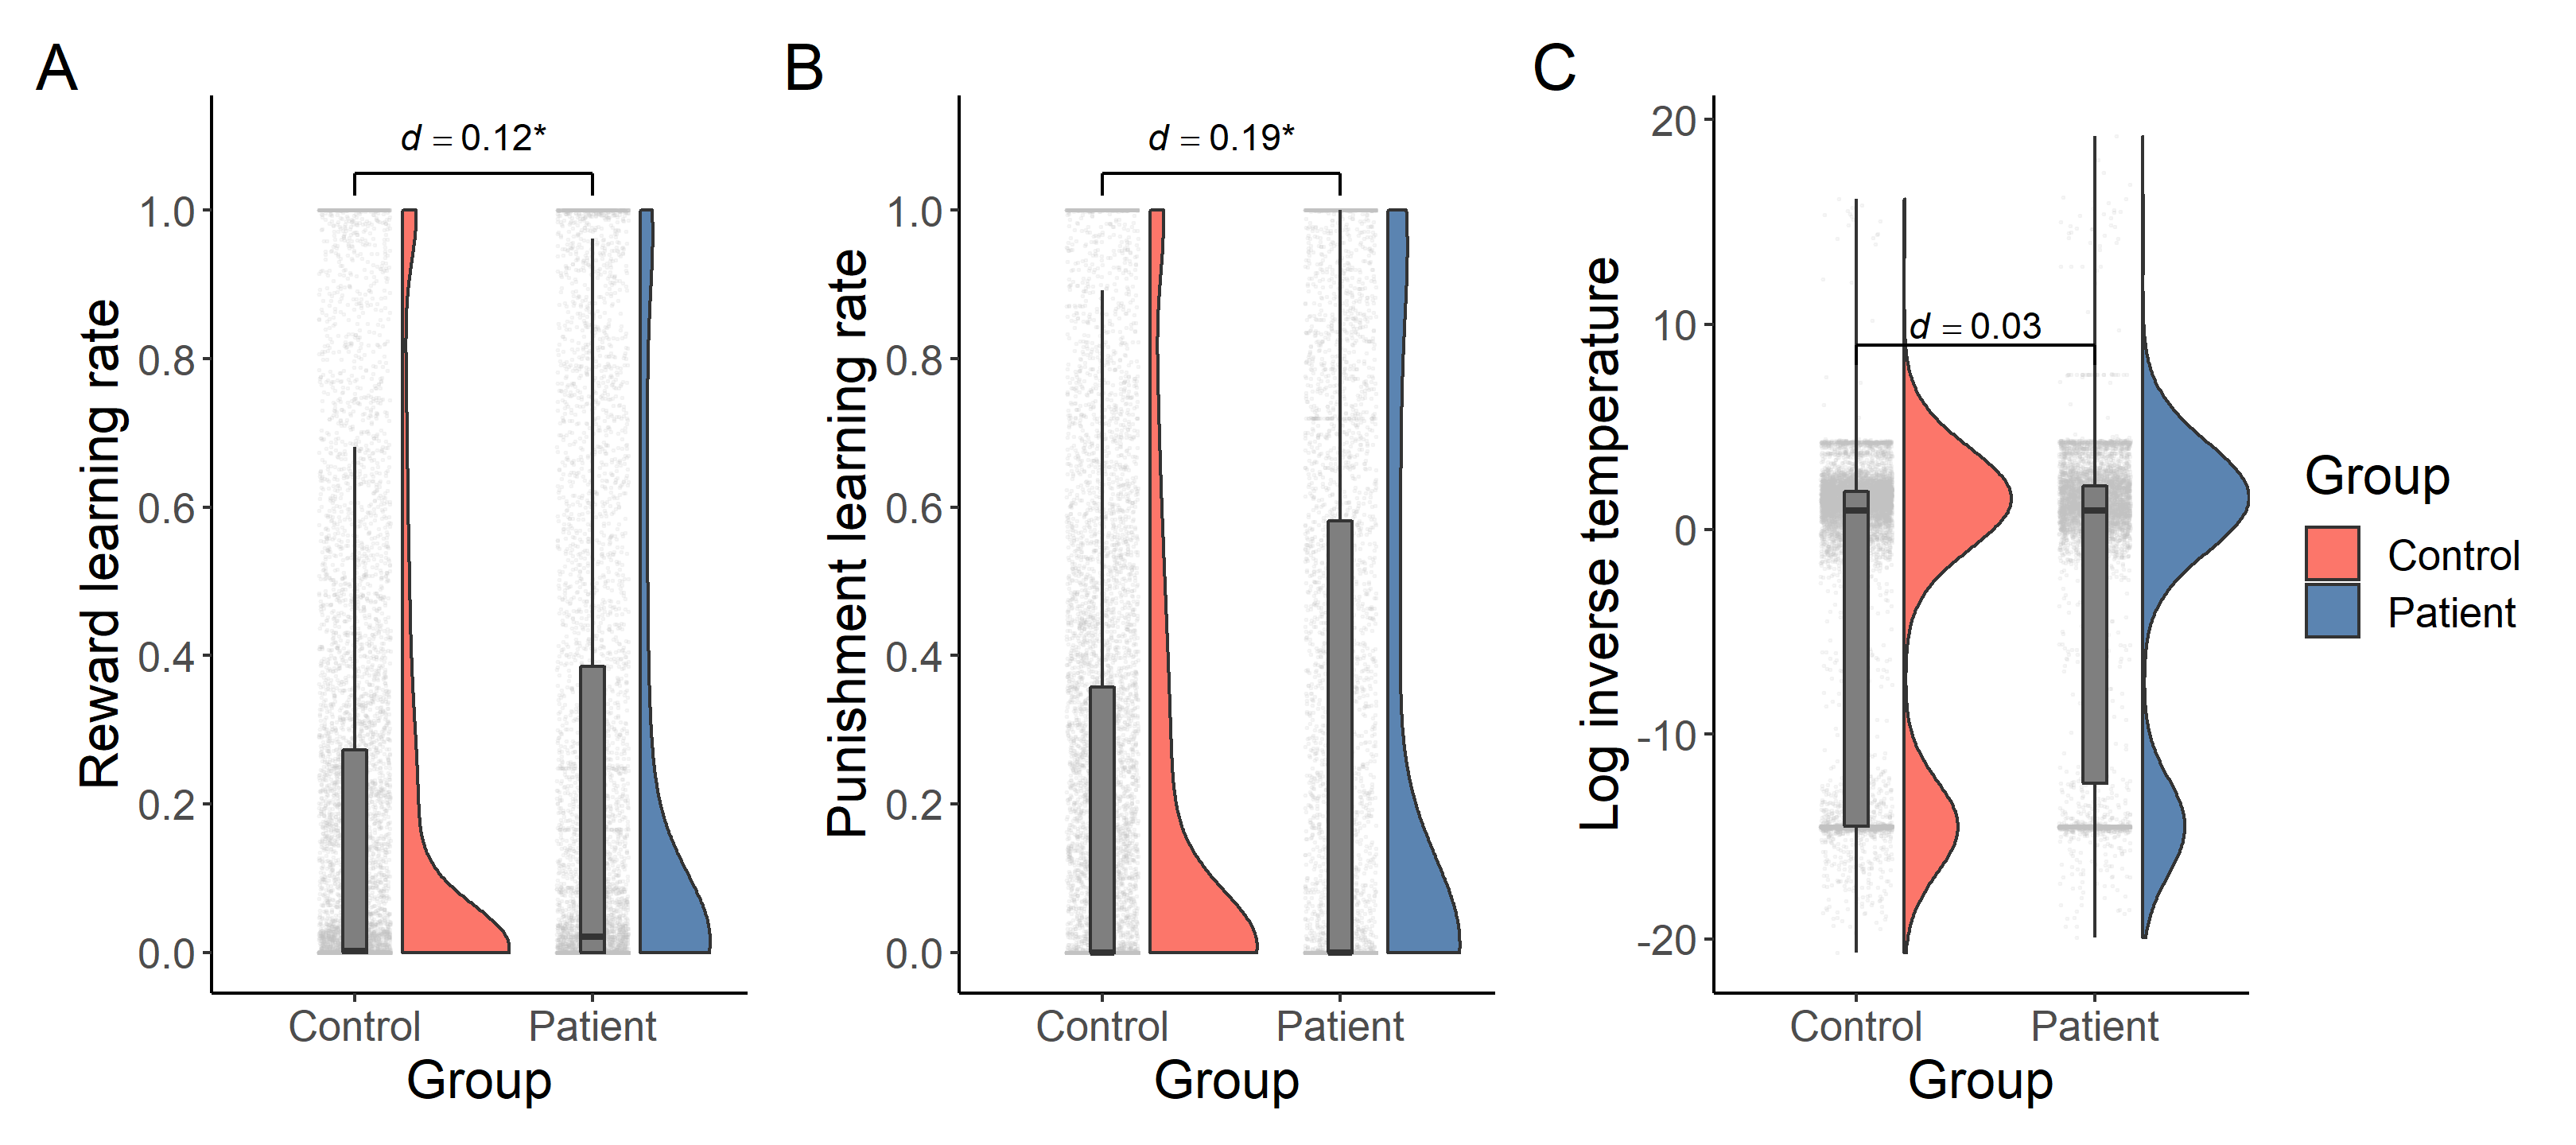 A
B
C
d = 0.12*
d = 0.19*
d = 0.03
Reward learning rate
1.0
0.8
0.6
0.4
0.2
0.0
Control
Patient
Group
Punishment learning rate
1.0
0.8
0.6
0.4
0.2
0.0
Control
Patient
Group
Log inverse temperature
20
10
0
-10
-20
Control
Patient
Group
Group
Control
Patient